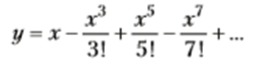 y = x − x³/3! + x⁵/5! − x⁷/7! + ...